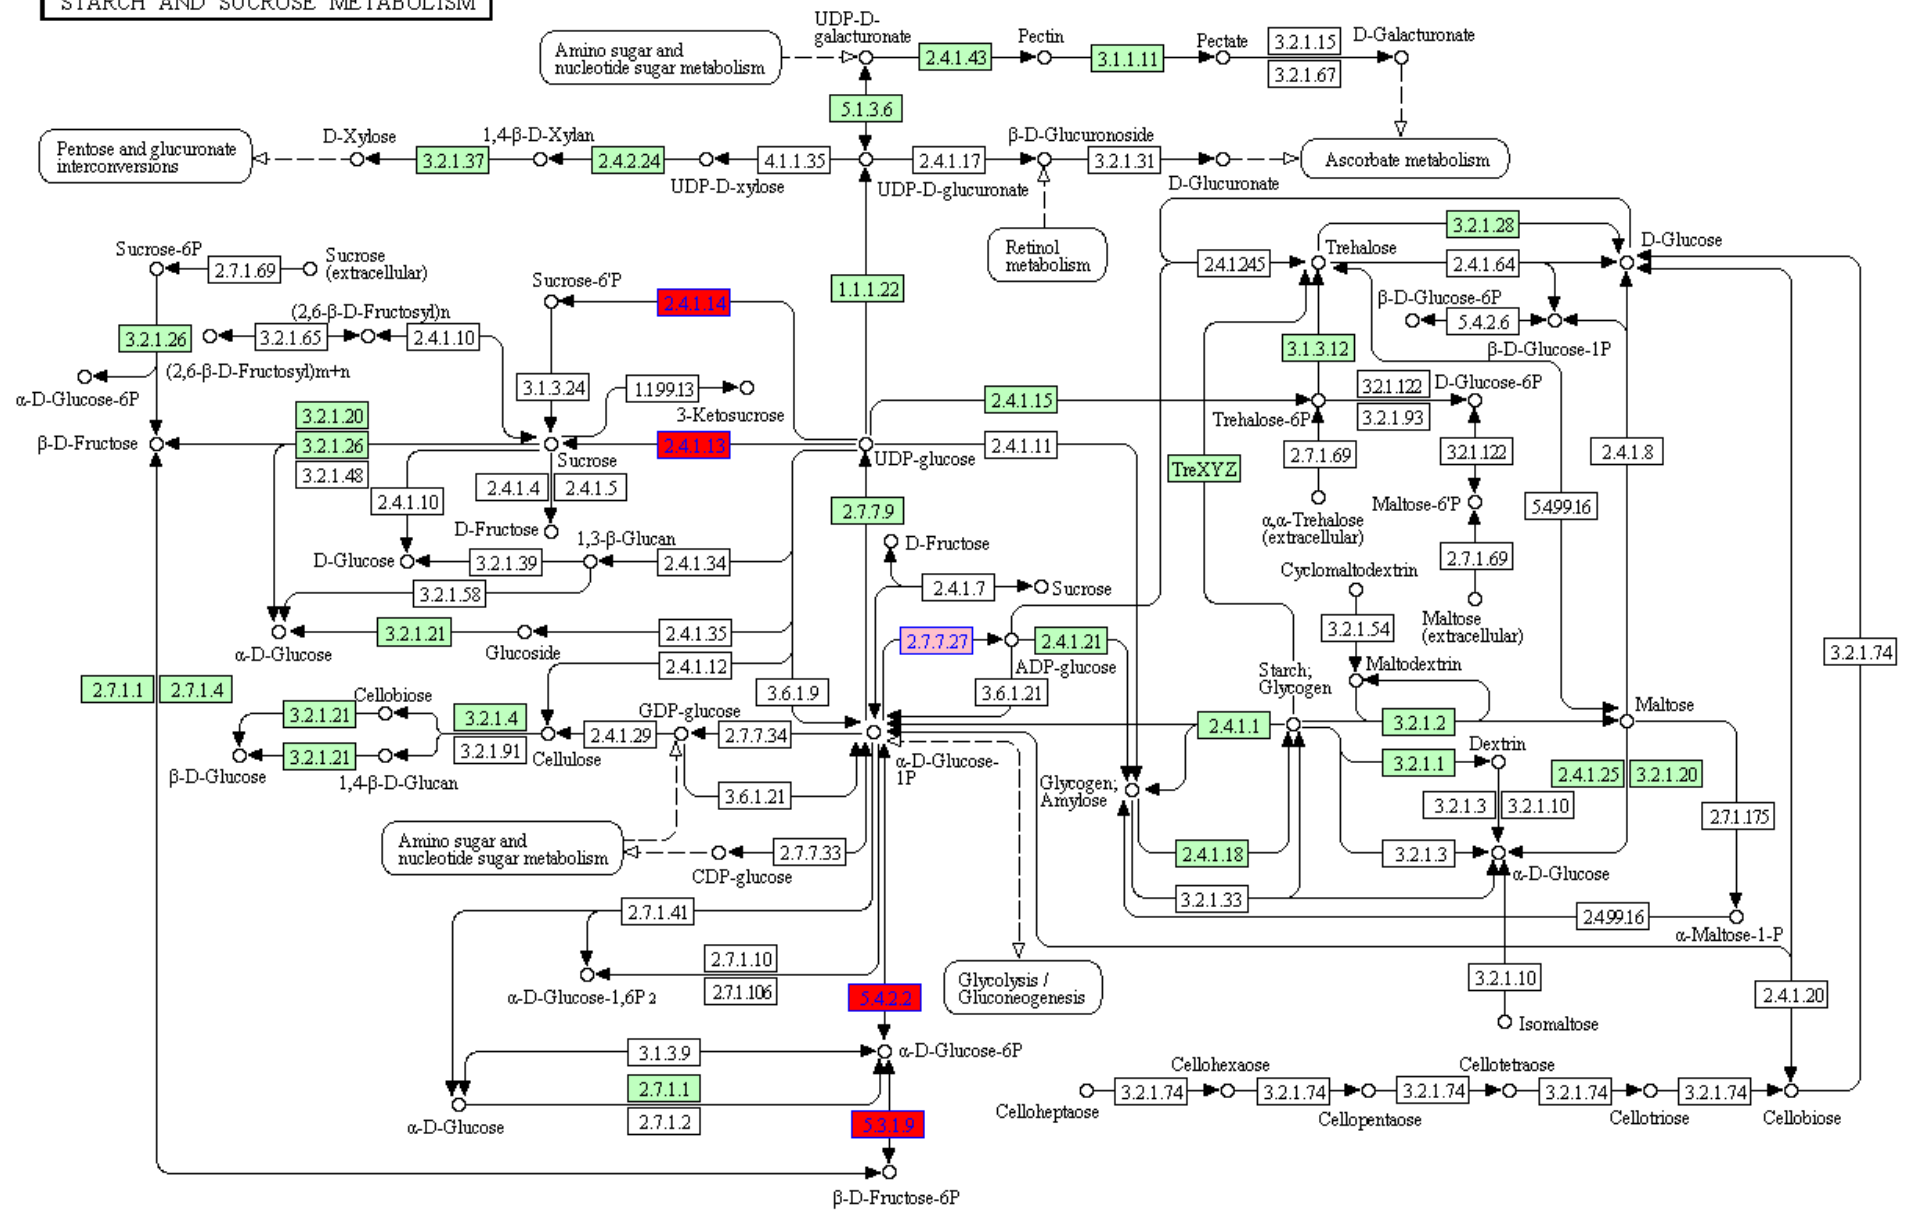 STARCH AND SUCROSE METABOLISM
UDP-D-
galacturonate
Amino sugar and
nucleotide sugar metabolism
2.4.1.43
Pectin
3.1.1.11
Pectate
3.2.1.15
3.2.1.67
D-Galacturonate
5.1.3.6
Pentose and glucuronate
interconversions
D-Xylose
3.2.1.37
1,4-β-D-Xylan
2.4.2.24
UDP-D-xylose
4.1.1.35
UDP-D-glucuronate
2.4.1.17
β-D-Glucuronoside
3.2.1.31
D-Glucuronate
Ascorbate metabolism
Retinol
metabolism
Sucrose-6P
2.7.1.69
Sucrose
(extracellular)
Sucrose-6'P
2.4.1.14
1.1.1.22
2.4.1.245
Trehalose
3.2.1.28
2.4.1.64
D-Glucose
β-D-Glucose-6P
5.4.2.6
β-D-Glucose-1P
3.2.1.26
(2,6-β-D-Fructosyl)n
3.2.1.65
2.4.1.10
(2,6-β-D-Fructosyl)m+n
α-D-Glucose-6P
3.1.3.24
1.1.99.13
3-Ketosucrose
2.4.1.15
3.1.3.12
Trehalose-6P
3.2.1.122
3.2.1.93
D-Glucose-6P
β-D-Fructose
3.2.1.20
3.2.1.26
3.2.1.48
Sucrose
2.4.1.13
UDP-glucose
2.4.1.11
TreXYZ
2.7.1.69
3.2.1.122
2.4.1.8
2.4.1.10
2.4.1.4
2.4.1.5
D-Fructose
2.7.7.9
α,α-Trehalose
(extracellular)
Maltose-6'P
5.4.99.16
D-Glucose
3.2.1.39
1,3-β-Glucan
2.4.1.34
D-Fructose
2.4.1.7
Sucrose
Cyclomaltodextrin
2.7.1.69
Maltose
(extracellular)
3.2.1.58
3.2.1.54
α-D-Glucose
3.2.1.21
Glucoside
2.4.1.35
2.4.1.12
2.7.7.27
ADP-glucose
2.4.1.21
3.6.1.9
3.6.1.21
Starch;
Glycogen
Maltodextrin
3.2.1.74
2.7.1.1
2.7.1.4
Cellobiose
3.2.1.21
3.2.1.4
3.2.1.91
Cellulose
2.4.1.29
GDP-glucose
2.7.7.34
2.4.1.1
3.2.1.2
Maltose
β-D-Glucose
3.2.1.21
1,4-β-D-Glucan
α-D-Glucose-
1P
3.6.1.21
Glycogen;
Amylose
3.2.1.1
Dextrin
2.4.1.25
3.2.1.20
3.2.1.3
3.2.1.10
2.7.1.175
Amino sugar and
nucleotide sugar metabolism
CDP-glucose
2.7.7.33
2.4.1.18
3.2.1.3
α-D-Glucose
3.2.1.33
2.4.99.16
α-Maltose-1-P
2.7.1.41
2.7.1.10
2.7.1.106
α-D-Glucose-1,6P2
Glycolysis /
Gluconeogenesis
3.2.1.10
Isomaltose
2.4.1.20
5.4.2.2
3.1.3.9
α-D-Glucose-6P
2.7.1.1
2.7.1.2
α-D-Glucose
5.3.1.9
β-D-Fructose-6P
Celloheptaose
3.2.1.74
Cellohexaose
3.2.1.74
Cellopentaose
3.2.1.74
Cellotetraose
3.2.1.74
Cellotriose
3.2.1.74
Cellobiose